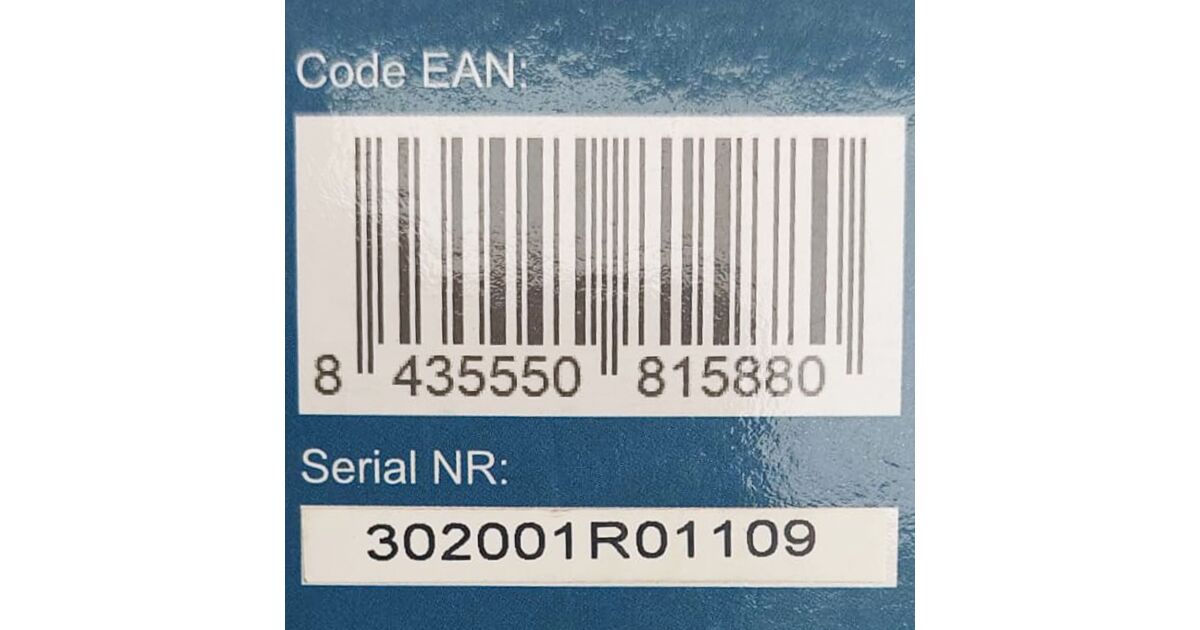 Code EAN:
8 435550 815880
Serial NR:
302001R01109